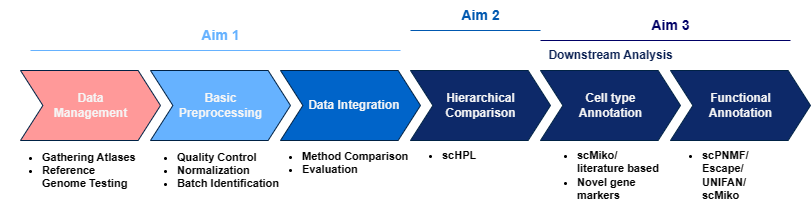 Aim 1
Aim 2
Aim 3
Downstream Analysis
Data
Management
Basic
Preprocessing
Data Integration
Hierarchical
Comparison
Cell type
Annotation
Functional
Annotation
• Gathering Atlases
• Reference
Genome Testing
• Quality Control
• Normalization
• Batch Identification
• Method Comparison
• Evaluation
• scHPL
• scMiko/
literature based
• Novel gene
markers
• scPNMF/
Escape/
UNIFAN/
scMiko